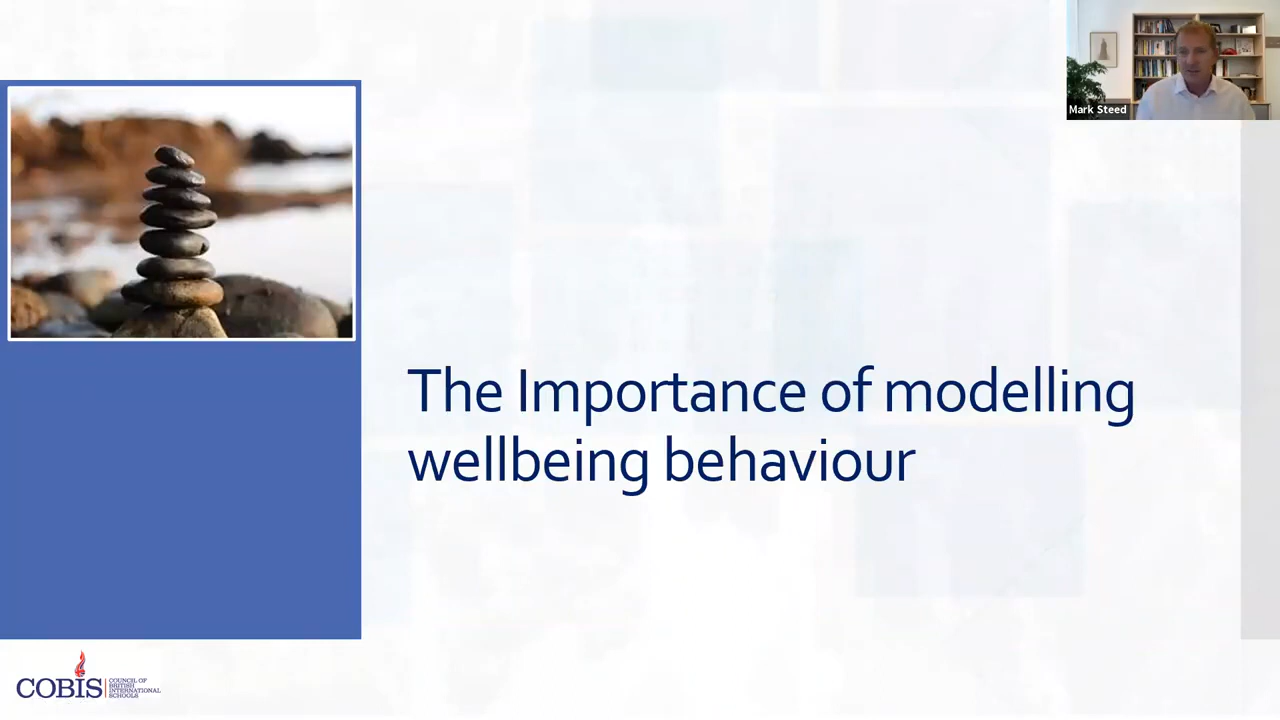 Mark Steed
The Importance of modelling
wellbeing behaviour
COBIS
COUNCIL OF
BRITISH
INTERNATIONAL
SCHOOLS